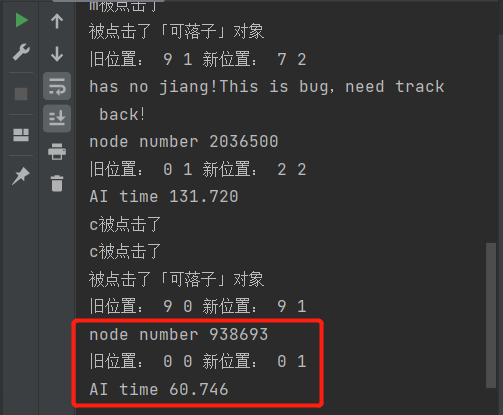 m被点击了
被点击了「可落子」对象
旧位置： 9 1 新位置： 7 2
has no jiang!This is bug，need track
 back！
node number 2036500
旧位置： 0 1 新位置： 2 2
AI time 131.720
c被点击了
c被点击了
被点击了「可落子」对象
旧位置： 9 0 新位置： 9 1
node number 938693
旧位置： 0 0 新位置： 0 1
AI time 60.746